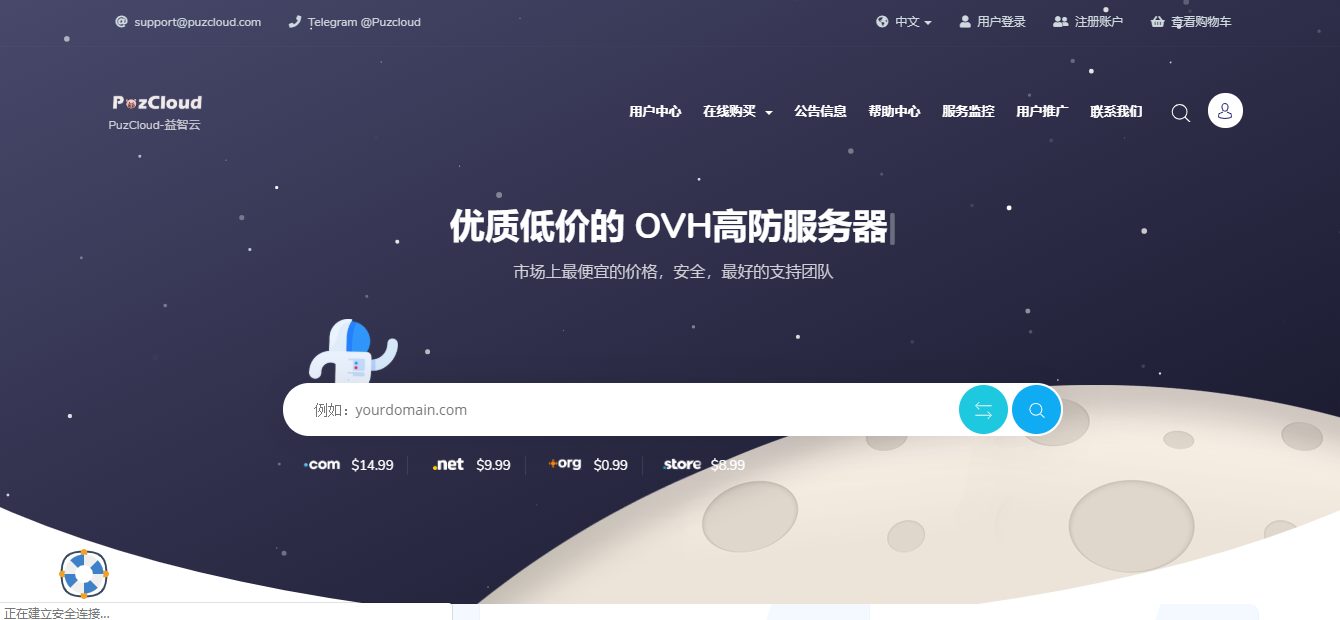 support@puzcloud.com Telegram @Puzcloud 中文 用户登录 注册账户 查看购物车
PuzCloud
PuzCloud-益智云
用户中心 在线购买 公告信息 帮助中心 服务监控 用户推广 联系我们
优质低价的 OVH高防服务器
市场上最便宜的价格，安全，最好的支持团队
例如：yourdomain.com
.com $14.99 .net $9.99 .org $0.99 .store $8.99
正在建立安全连接...